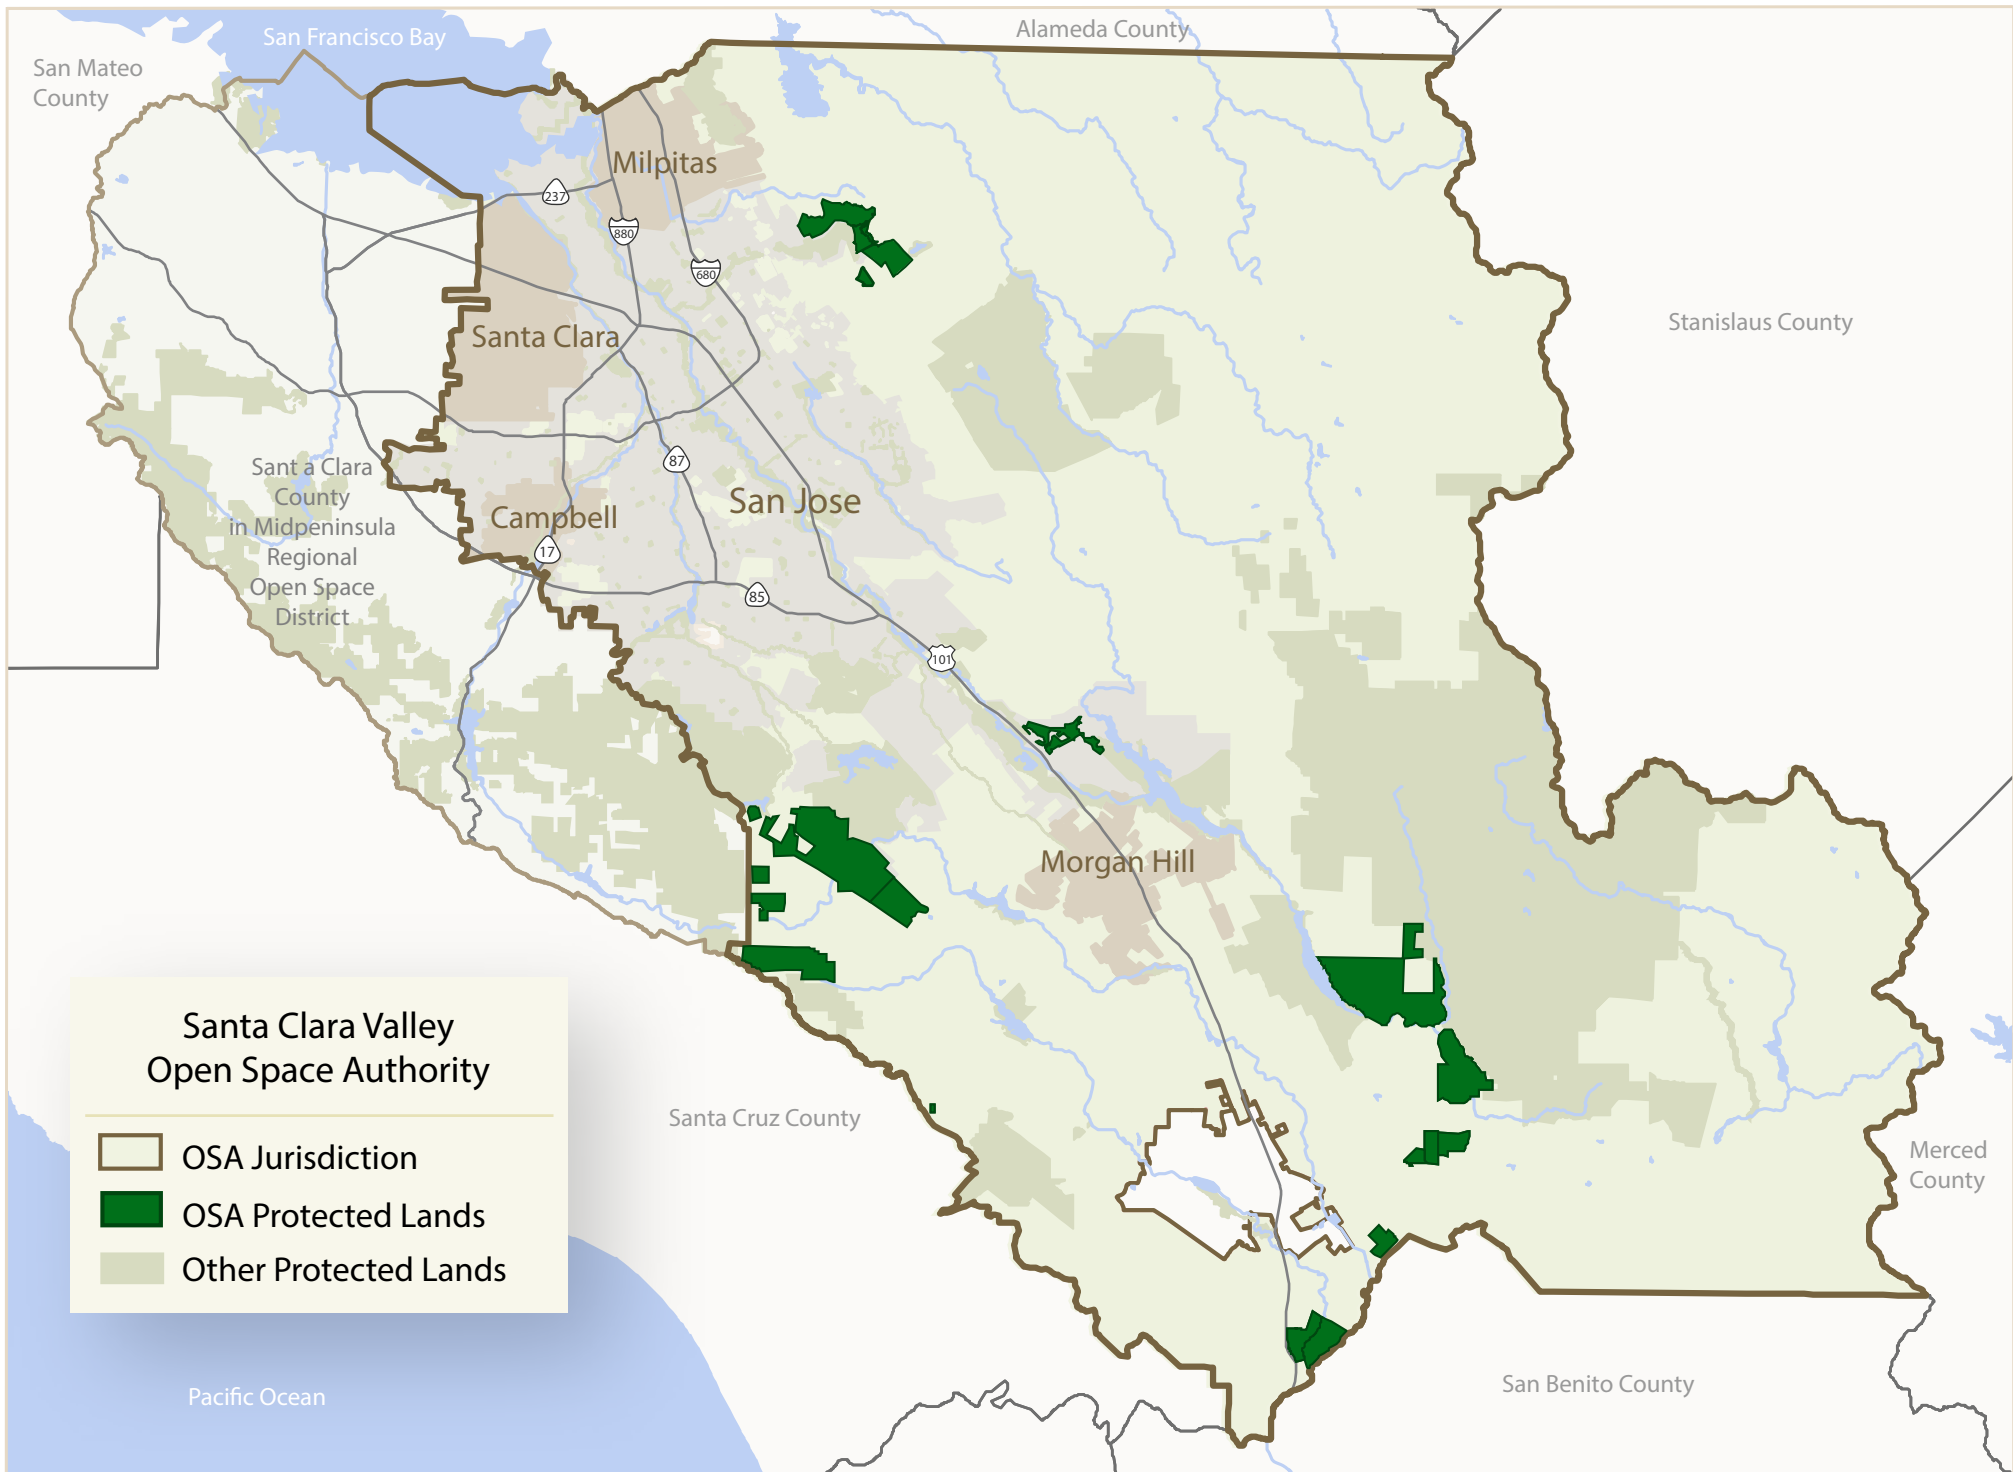 San Francisco Bay
Alameda County
San Mateo
County
Milpitas
237
880
680
Santa Clara
Stanislaus County
Sant a Clara
County
in Midpeninsula
Regional
Open Space
District
87
San Jose
Campbell
17
85
101
Morgan Hill
Santa Clara Valley
Open Space Authority
OSA Jurisdiction
OSA Protected Lands
Other Protected Lands
Santa Cruz County
Merced
County
San Benito County
Pacific Ocean